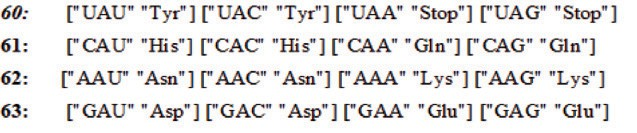 60: ["UAU" "Tyr"] ["UAC" "Tyr"] ["UAA" "Stop"] ["UAG" "Stop"]
61: ["CAU" "His"] ["CAC" "His"] ["CAA" "Gln"] ["CAG" "Gln"]
62: ["AAU" "Asn"] ["AAC" "Asn"] ["AAA" "Lys"] ["AAG" "Lys"]
63: ["GAU" "Asp"] ["GAC" "Asp"] ["GAA" "Glu"] ["GAG" "Glu"]